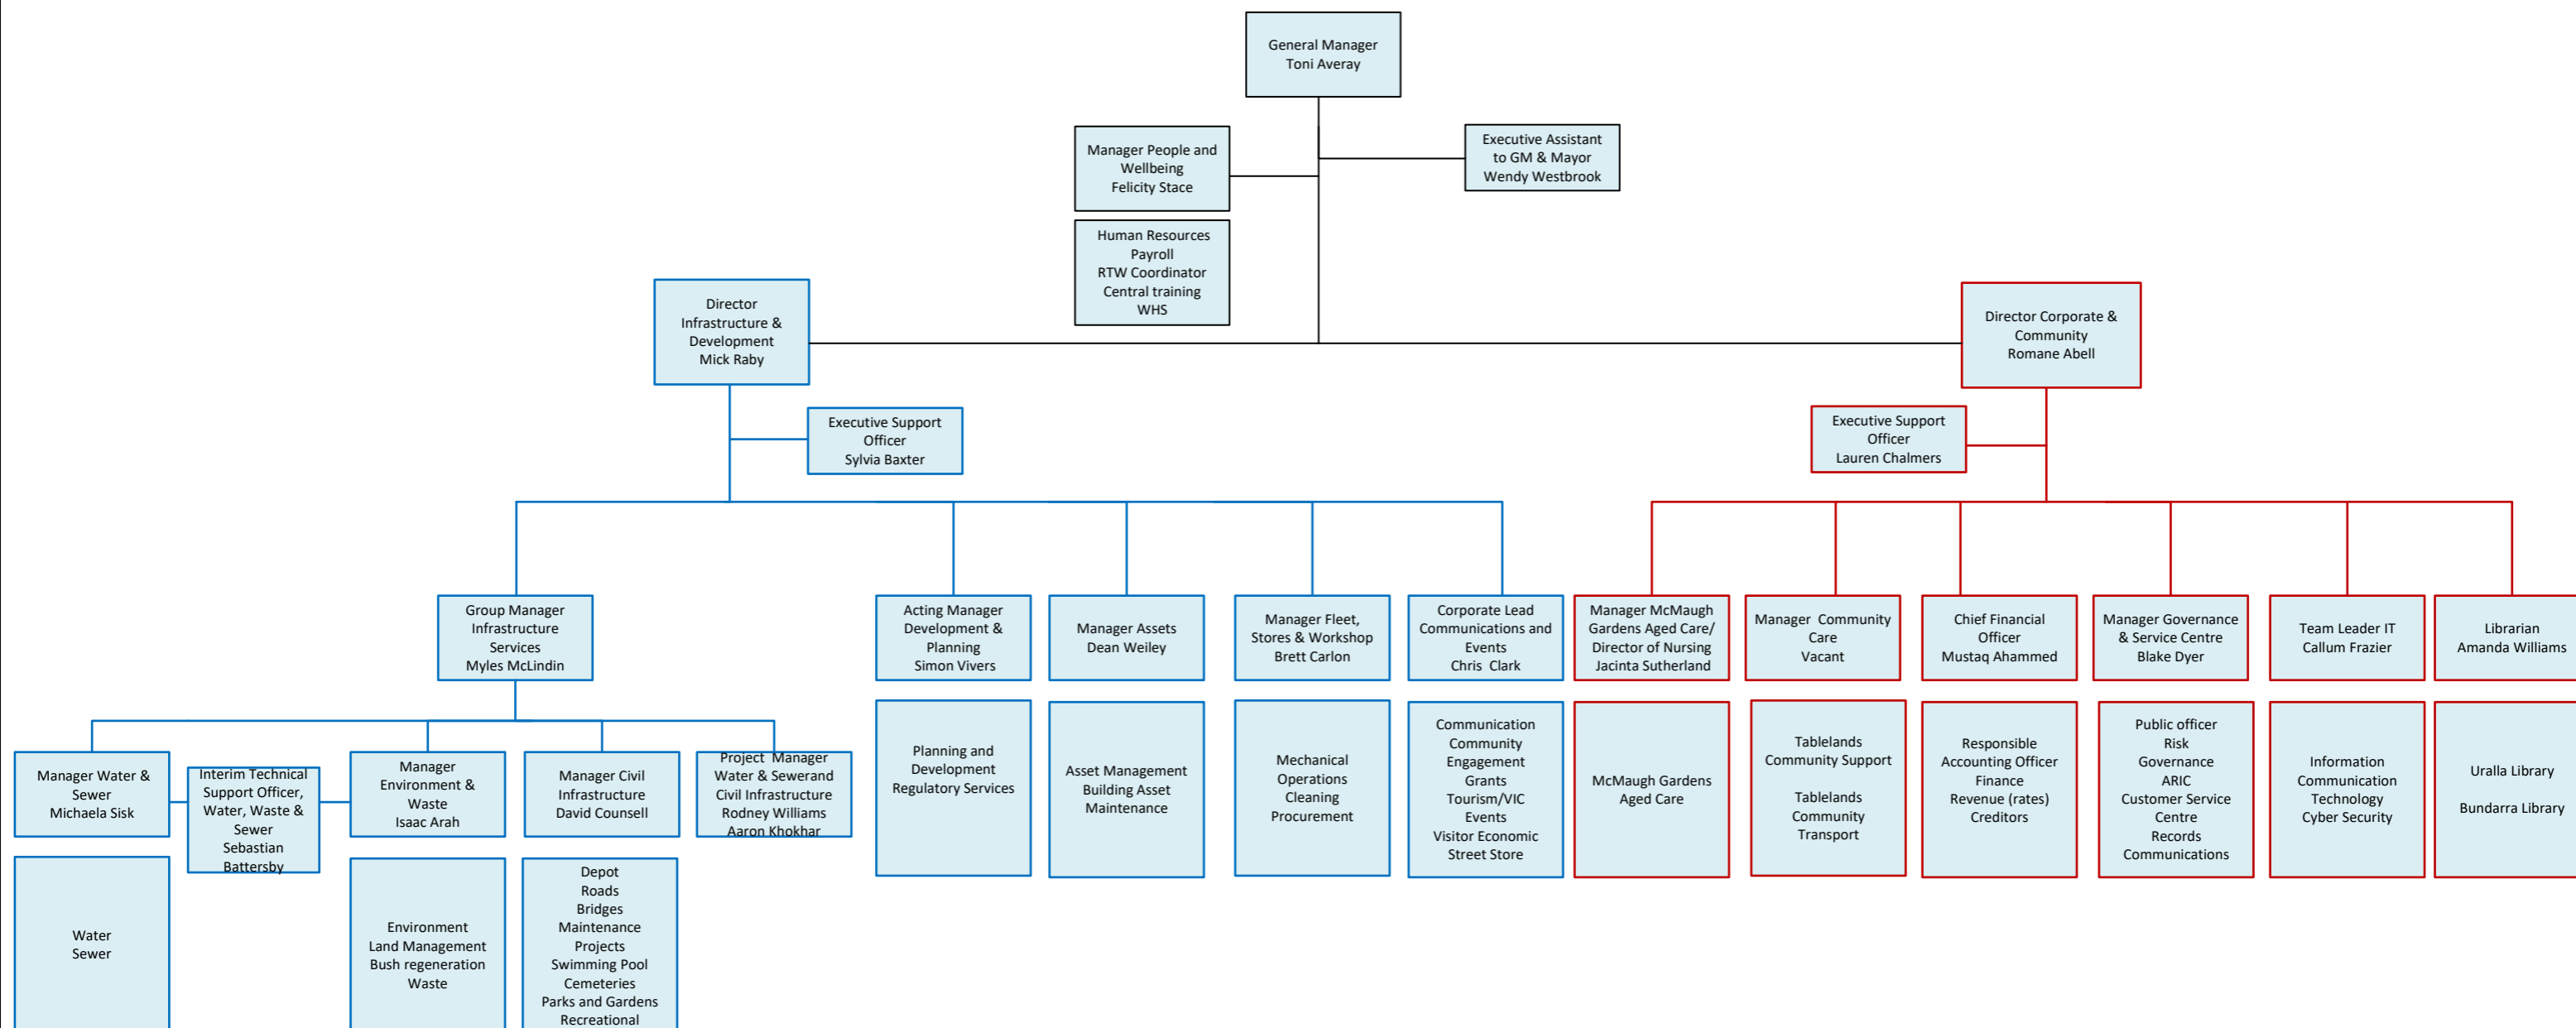 General Manager
Toni Averay
Executive Assistant
to GM & Mayor
Wendy Westbrook
Manager People and
Wellbeing
Felicity Stace
Human Resources
Payroll
RTW Coordinator
Central training
WHS
Director
Infrastructure &
Development
Mick Raby
Director Corporate &
Community
Romane Abell
Executive Support
Officer
Sylvia Baxter
Executive Support
Officer
Lauren Chalmers
Group Manager
Infrastructure
Services
Myles McLindin
Acting Manager
Development &
Planning
Simon Vivers
Manager Assets
Dean Weiley
Manager Fleet,
Stores & Workshop
Brett Carlon
Corporate Lead
Communications and
Events
Chris Clark
Manager McMaugh
Gardens Aged Care/
Director of Nursing
Jacinta Sutherland
Manager Community
Care
Vacant
Chief Financial
Officer
Mustaq Ahammed
Manager Governance
& Service Centre
Blake Dyer
Team Leader IT
Callum Frazier
Librarian
Amanda Williams
Planning and
Development
Regulatory Services
Asset Management
Building Asset
Maintenance
Mechanical
Operations
Cleaning
Procurement
Communication
Community
Engagement
Grants
Tourism/VIC
Events
Visitor Economic
Street Store
McMaugh Gardens
Aged Care
Tablelands
Community Support
Tablelands
Community
Transport
Responsible
Accounting Officer
Finance
Revenue (rates)
Creditors
Public officer
Risk
Governance
ARIC
Customer Service
Centre
Records
Communications
Information
Communication
Technology
Cyber Security
Uralla Library
Bundarra Library
Manager Water &
Sewer
Michaela Sisk
Interim Technical
Support Officer,
Water, Waste &
Sewer
Sebastian
Battersby
Manager
Environment &
Waste
Isaac Arah
Manager Civil
Infrastructure
David Counsell
Project Manager
Water & Sewerand
Civil Infrastructure
Rodney Williams
Aaron Khokhar
Water
Sewer
Environment
Land Management
Bush regeneration
Waste
Depot
Roads
Bridges
Maintenance
Projects
Swimming Pool
Cemeteries
Parks and Gardens
Recreational